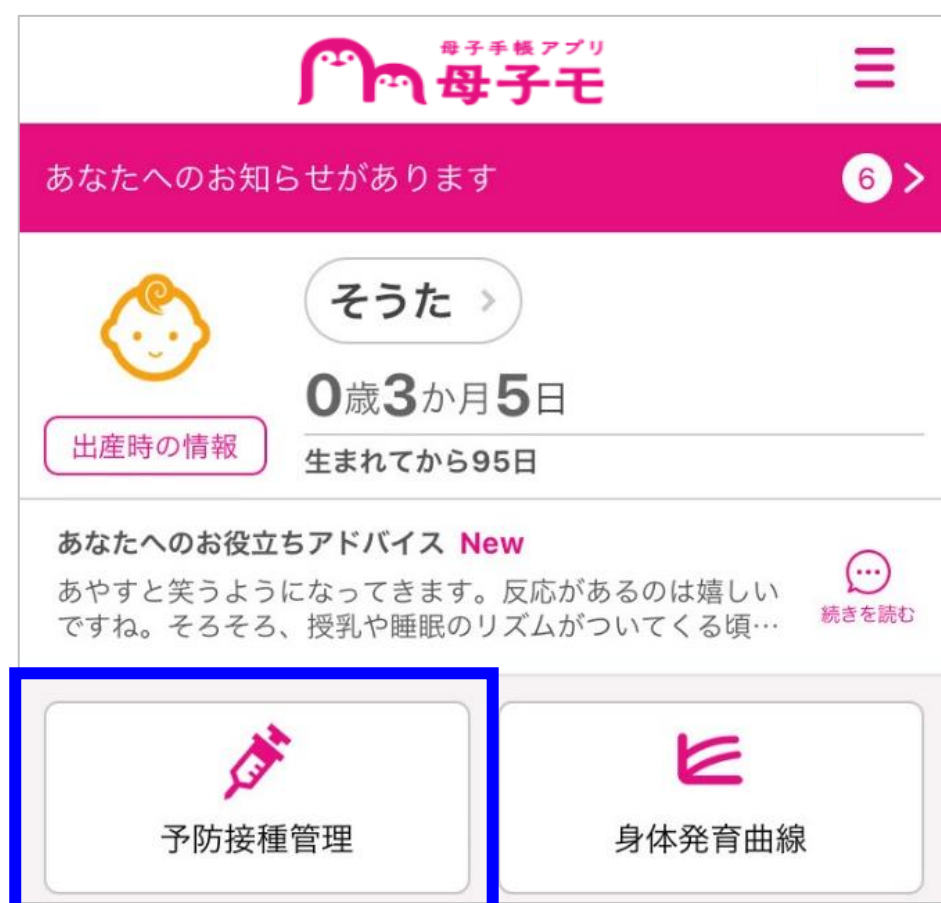 母子手帳アプリ
母子モ
あなたへのお知らせがあります
6
そうた
0歳3か月5日
出産時の情報
生まれてから95日
あなたへのお役立ちアドバイス New
あやすと笑うようになってきます。反応があるのは嬉しい
ですね。そろそろ、授乳や睡眠のリズムがついてくる頃…
続きを読む
予防接種管理
身体発育曲線